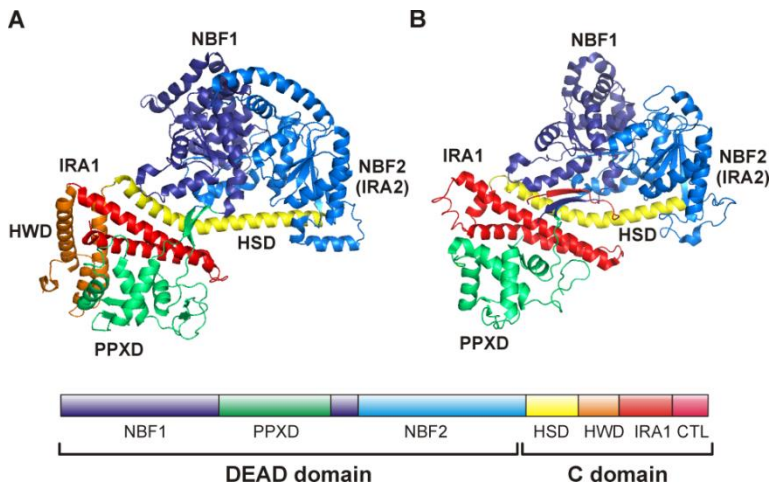 A
B
NBF1
NBF1
IRA1
NBF2
(IRA2)
HWD
HSD
PPXD
IRA1
NBF2
(IRA2)
HSD
PPXD
NBF1 PPXD NBF2 HSD HWD IRA1 CTL
DEAD domain C domain